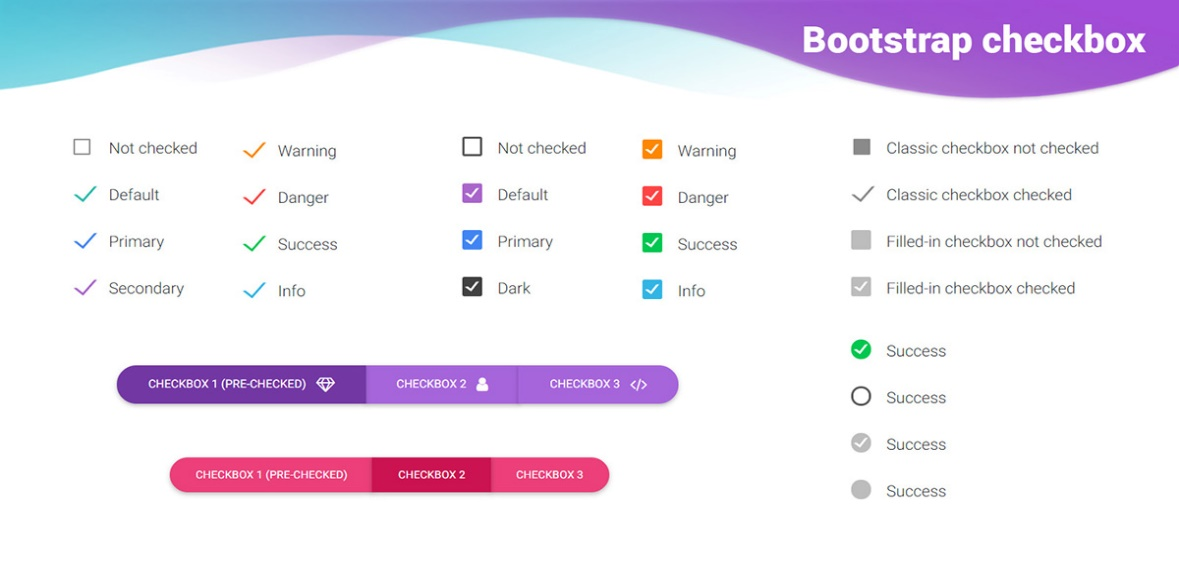 Bootstrap checkbox
Not checked
Default
Primary
Secondary
Warning
Danger
Success
Info
Not checked
Default
Primary
Dark
Warning
Danger
Success
Info
Classic checkbox not checked
Classic checkbox checked
Filled-in checkbox not checked
Filled-in checkbox checked
Success
Success
Success
Success
CHECKBOX 1 (PRE-CHECKED) CHECKBOX 2 CHECKBOX 3
CHECKBOX 1 (PRE-CHECKED) CHECKBOX 2 CHECKBOX 3